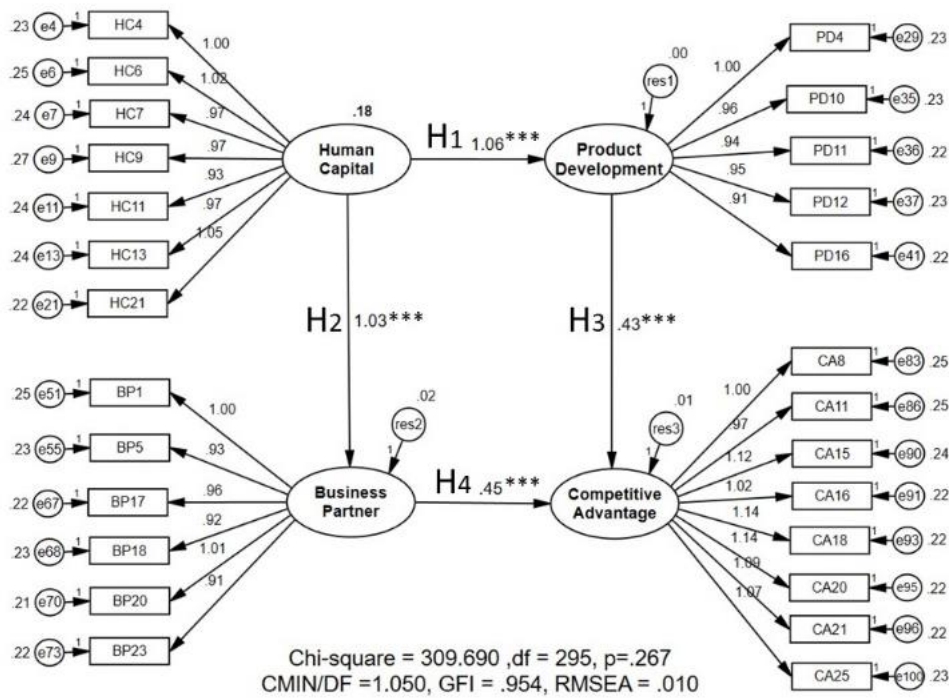 .23 e4 1 HC4
1.00
.25 e6 1 HC6
1.02
.24 e7 1 HC7
.97
.27 e9 1 HC9
.97
.24 e11 1 HC11
.93
.24 e13 1 HC13
.97
.22 e21 1 HC21
1.05
.18
Human
Capital
H1 1.06***
.00
res1
1
Product
Development
1.00
PD4 1 e29 .23
.96
PD10 1 e35 .23
.94
PD11 1 e36 .22
.95
PD12 1 e37 .23
.91
PD16 1 e41 .22
H2 1.03***
H3 .43***
.25 e51 1 BP1
1.00
.23 e55 1 BP5
.93
.22 e67 1 BP17
.96
.23 e68 1 BP18
.92
.21 e70 1 BP20
1.01
.22 e73 1 BP23
.91
.02
res2
1
Business
Partner
H4 .45***
.01
res3
1
Competitive
Advantage
1.00
CA8 1 e83 .25
.97
CA11 1 e86 .25
1.12
CA15 1 e90 .24
1.02
CA16 1 e91 .22
1.14
CA18 1 e93 .22
1.14
CA20 1 e95 .22
1.09
CA21 1 e96 .22
1.07
CA25 1 e100 .23
Chi-square = 309.690 ,df = 295, p=.267
CMIN/DF =1.050, GFI = .954, RMSEA = .010